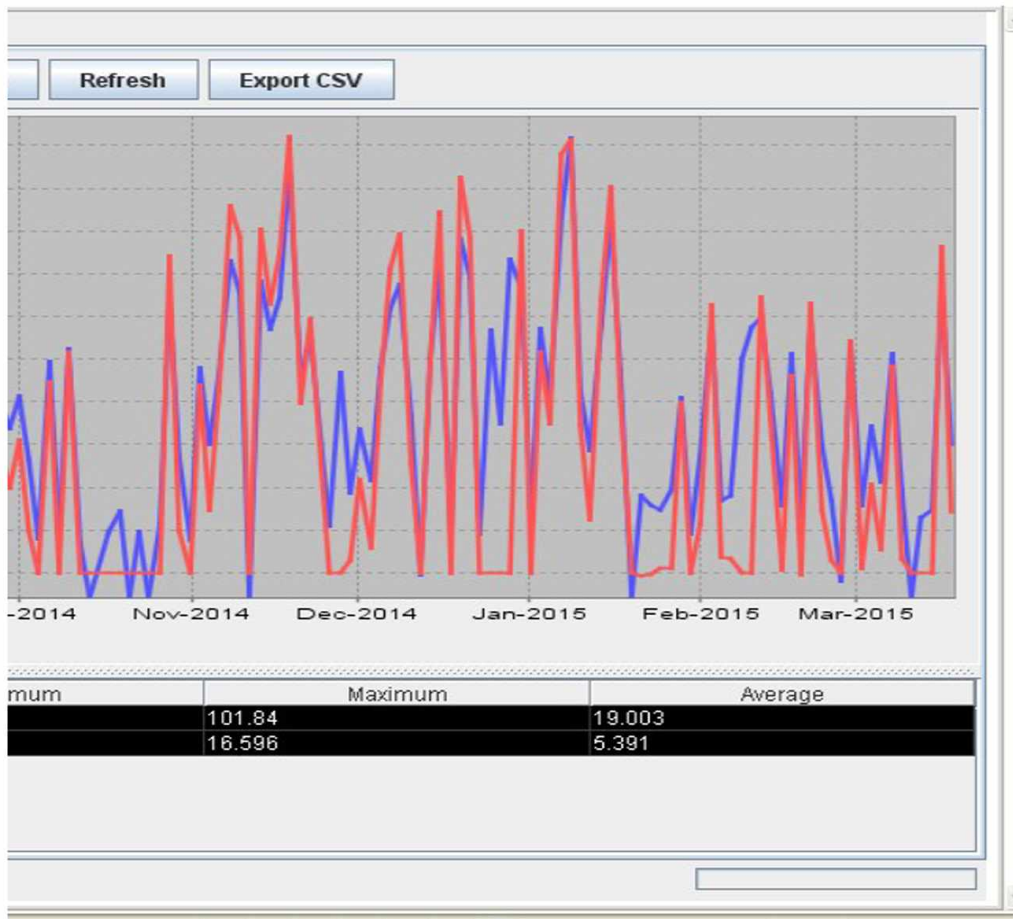 Refresh Export CSV
-2014 Nov-2014 Dec-2014 Jan-2015 Feb-2015 Mar-2015
mum Maximum Average
101.84 19.003
16.596 5.391